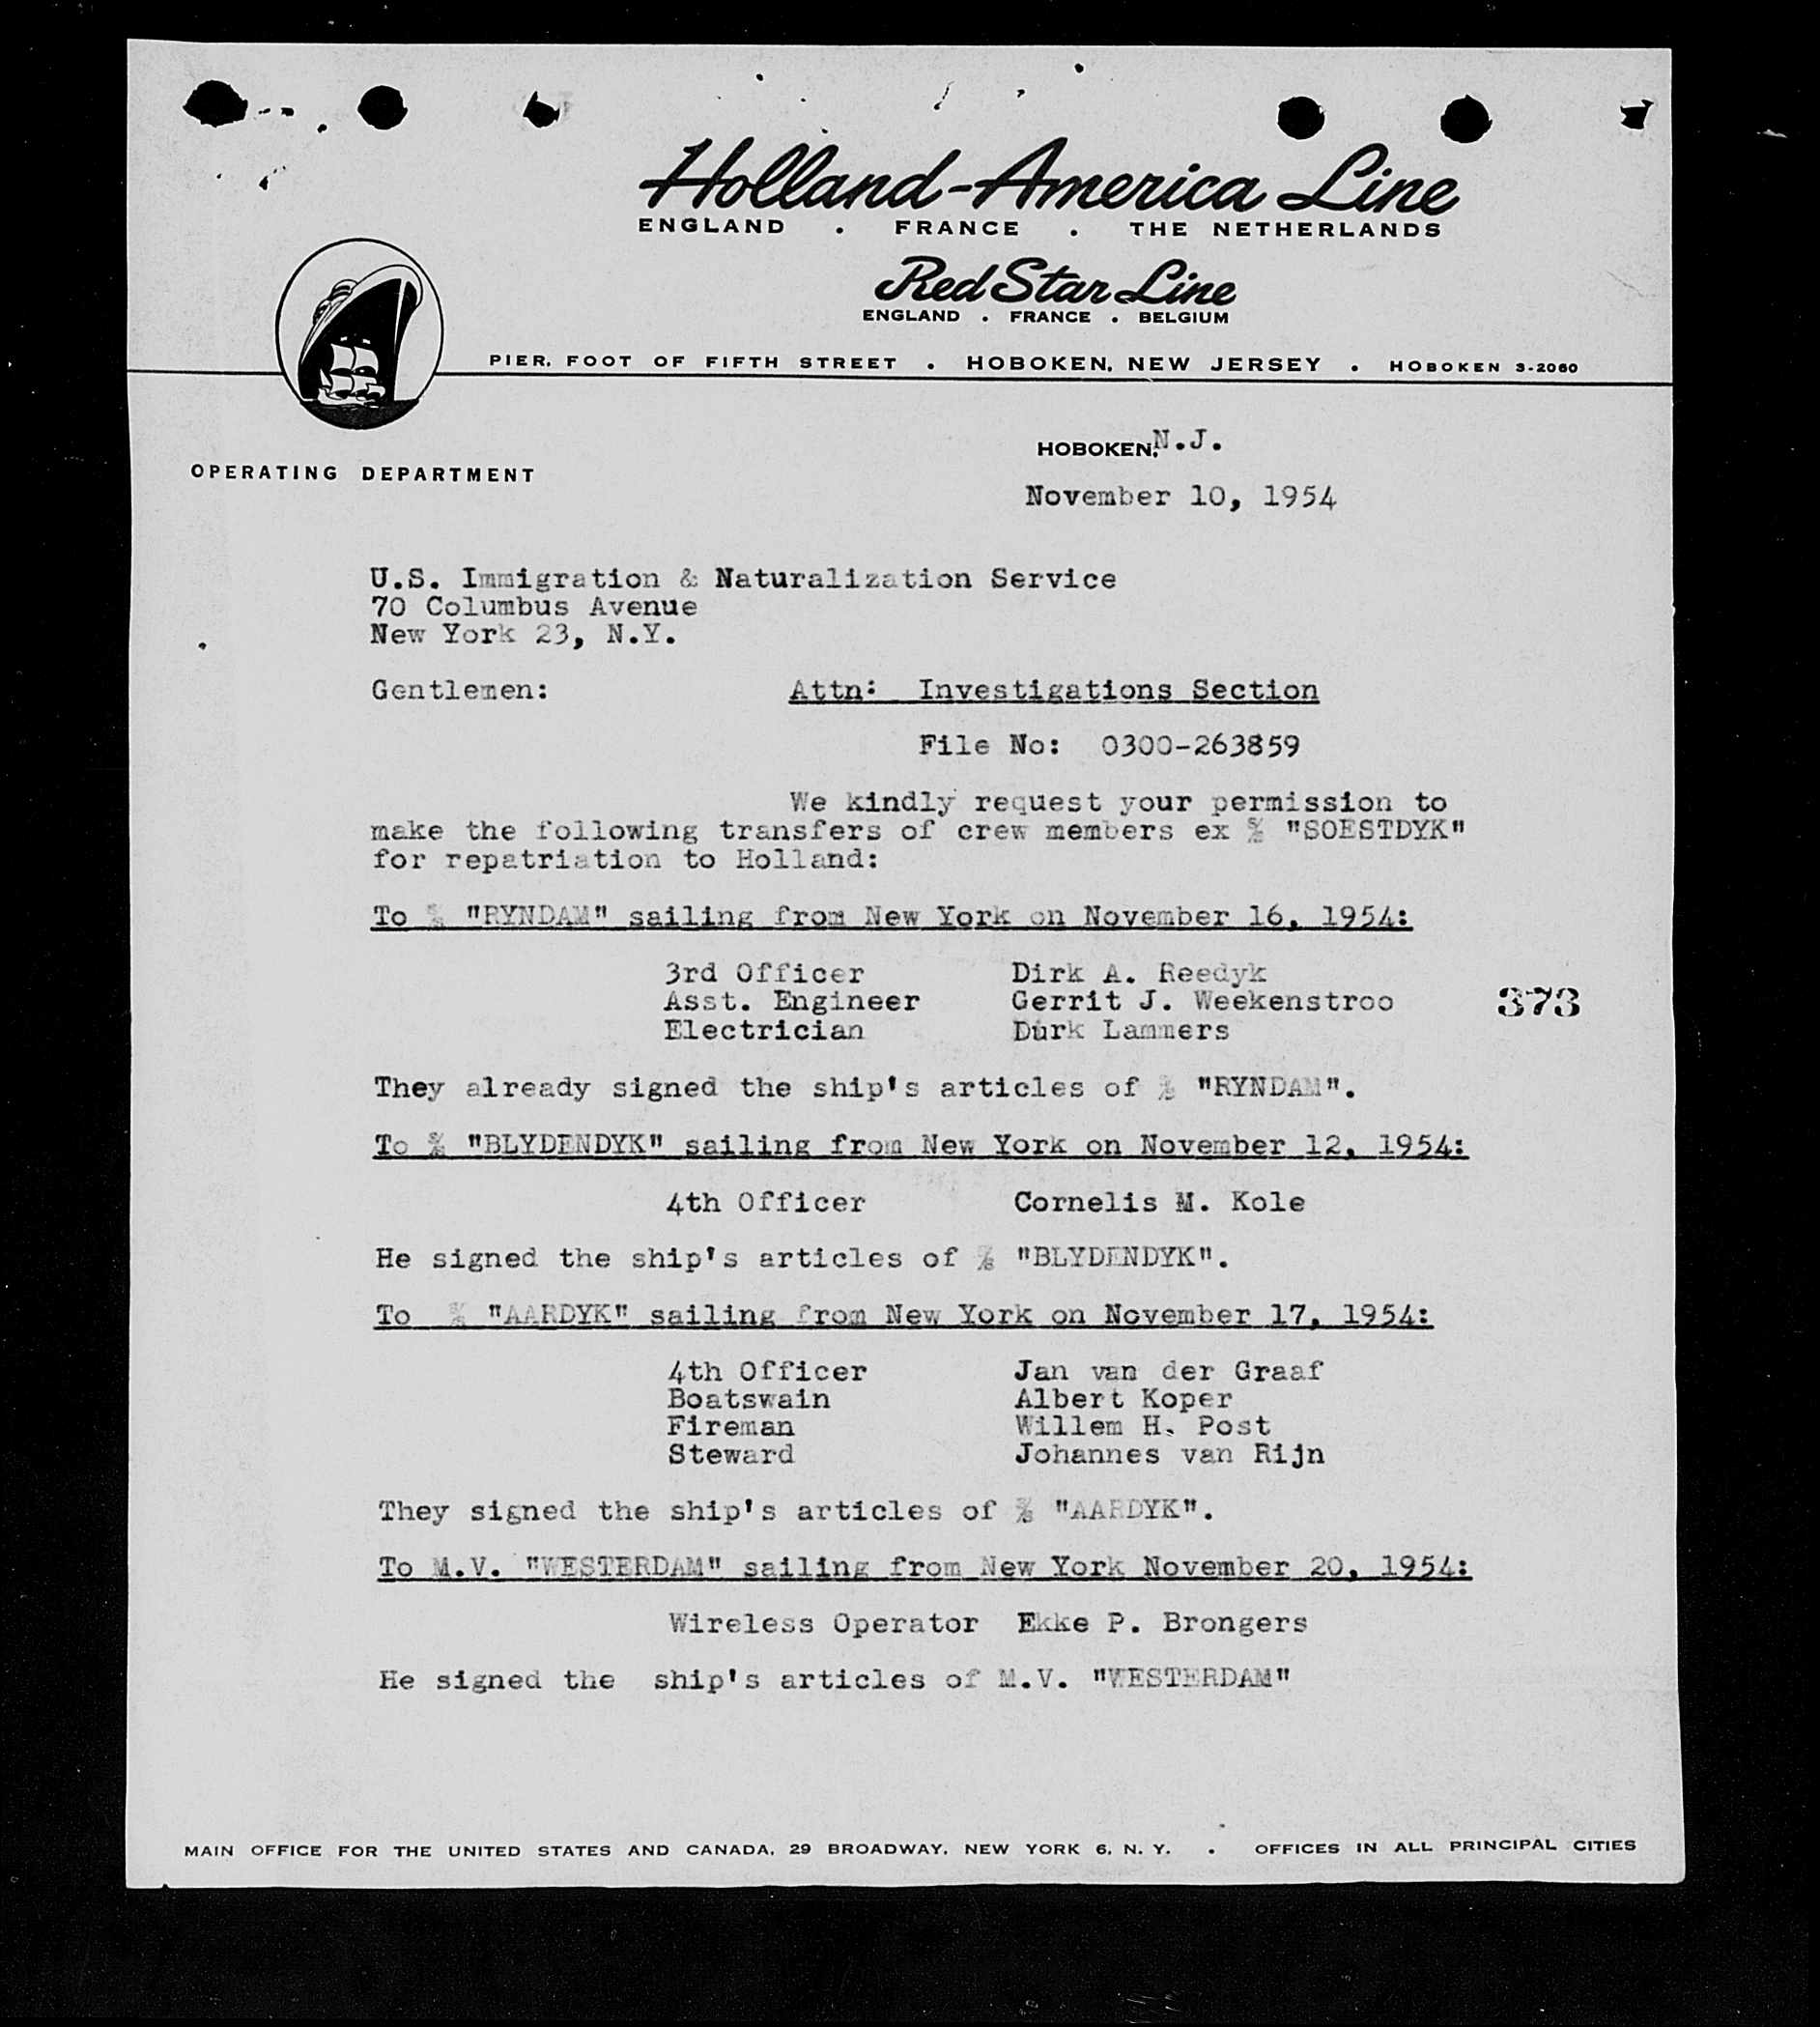 Holland-America Line
ENGLAND . FRANCE . THE NETHERLANDS
Red Star Line
ENGLAND . FRANCE . BELGIUM
PIER, FOOT OF FIFTH STREET . HOBOKEN, NEW JERSEY . HOBOKEN 3-2060
HOBOKEN, N.J.
OPERATING DEPARTMENT
November 10, 1954
U.S. Immigration & Naturalization Service
70 Columbus Avenue
New York 23, N.Y.
Gentlemen: Attn: Investigations Section
File No: 0300-263859
We kindly request your permission to
make the following transfers of crew members ex "SOESTDYK"
for repatriation to Holland:
To "RYNDAM" sailing from New York on November 16, 1954:
3rd Officer Dirk A. Reedyk
Asst. Engineer Gerrit J. Weekenstroo
373
Electrician Durk Lammers
They already signed the ship's articles of "RYNDAM".
To "BLYDENDYK" sailing from New York on November 12, 1954:
4th Officer Cornelis M. Kole
He signed the ship's articles of "BLYDENDYK".
To "AARDYK" sailing from New York on November 17, 1954:
4th Officer Jan van der Graaf
Boatswain Albert Koper
Fireman Willem H. Post
Steward Johannes van Rijn
They signed the ship's articles of "AARDYK".
To M.V. "WESTERDAM" sailing from New York November 20, 1954:
Wireless Operator Ekke P. Brongers
He signed the ship's articles of M.V. "WESTERDAM"
MAIN OFFICE FOR THE UNITED STATES AND CANADA, 29 BROADWAY, NEW YORK 6, N. Y. . OFFICES IN ALL PRINCIPAL CITIES